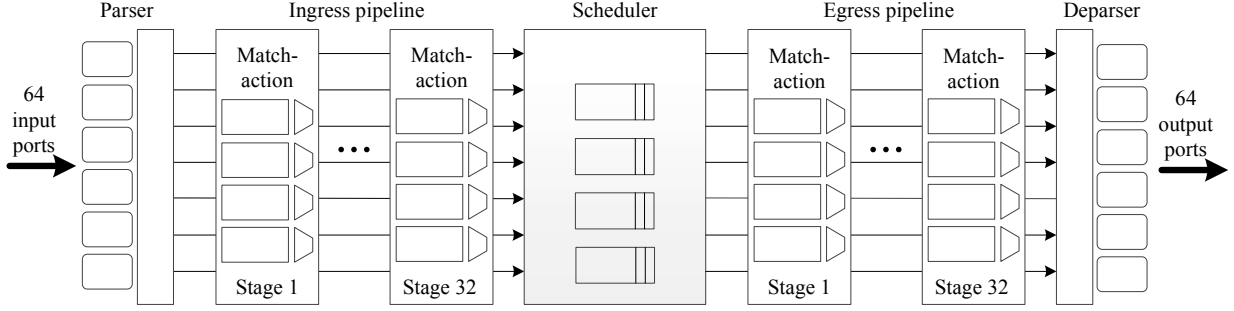 Parser
Ingress pipeline
Scheduler
Egress pipeline
Deparser
64
input
ports
Match-
action
Stage 1
...
Match-
action
Stage 32
Match-
action
Stage 1
...
Match-
action
Stage 32
64
output
ports